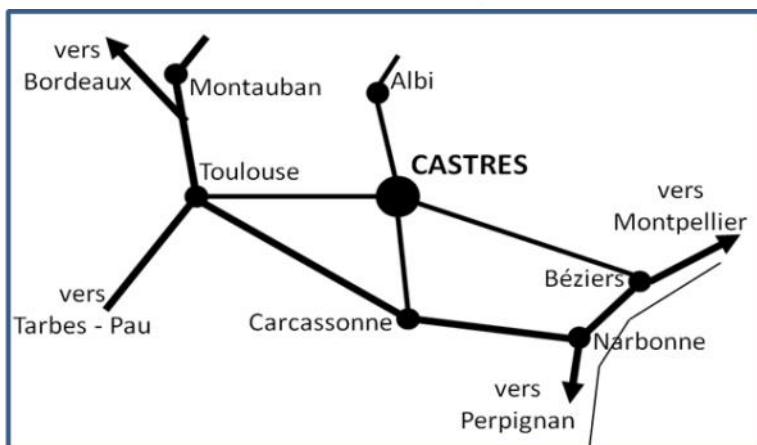 vers
Bordeaux
Montauban
Albi
CASTRES
Toulouse
vers
Montpellier
Béziers
vers
Tarbes - Pau
Carcassonne
Narbonne
vers
Perpignan